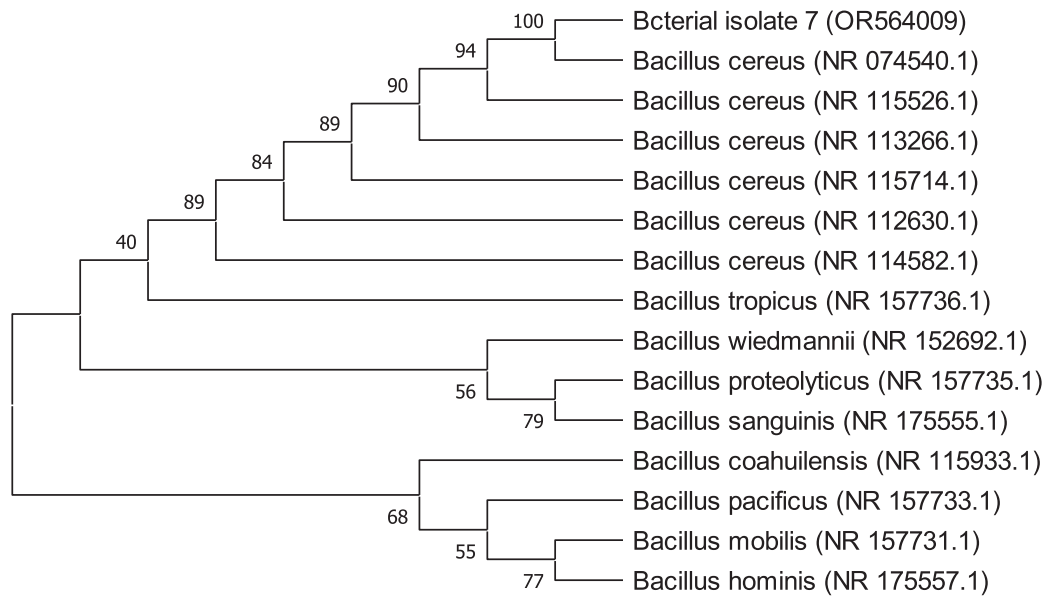 100
Bcterial isolate 7 (OR564009)
94
Bacillus cereus (NR 074540.1)
90
Bacillus cereus (NR 115526.1)
89
Bacillus cereus (NR 113266.1)
84
Bacillus cereus (NR 115714.1)
89
Bacillus cereus (NR 112630.1)
40
Bacillus cereus (NR 114582.1)
Bacillus tropicus (NR 157736.1)
Bacillus wiedmannii (NR 152692.1)
56
Bacillus proteolyticus (NR 157735.1)
79
Bacillus sanguinis (NR 175555.1)
Bacillus coahuilensis (NR 115933.1)
68
Bacillus pacificus (NR 157733.1)
55
Bacillus mobilis (NR 157731.1)
77
Bacillus hominis (NR 175557.1)